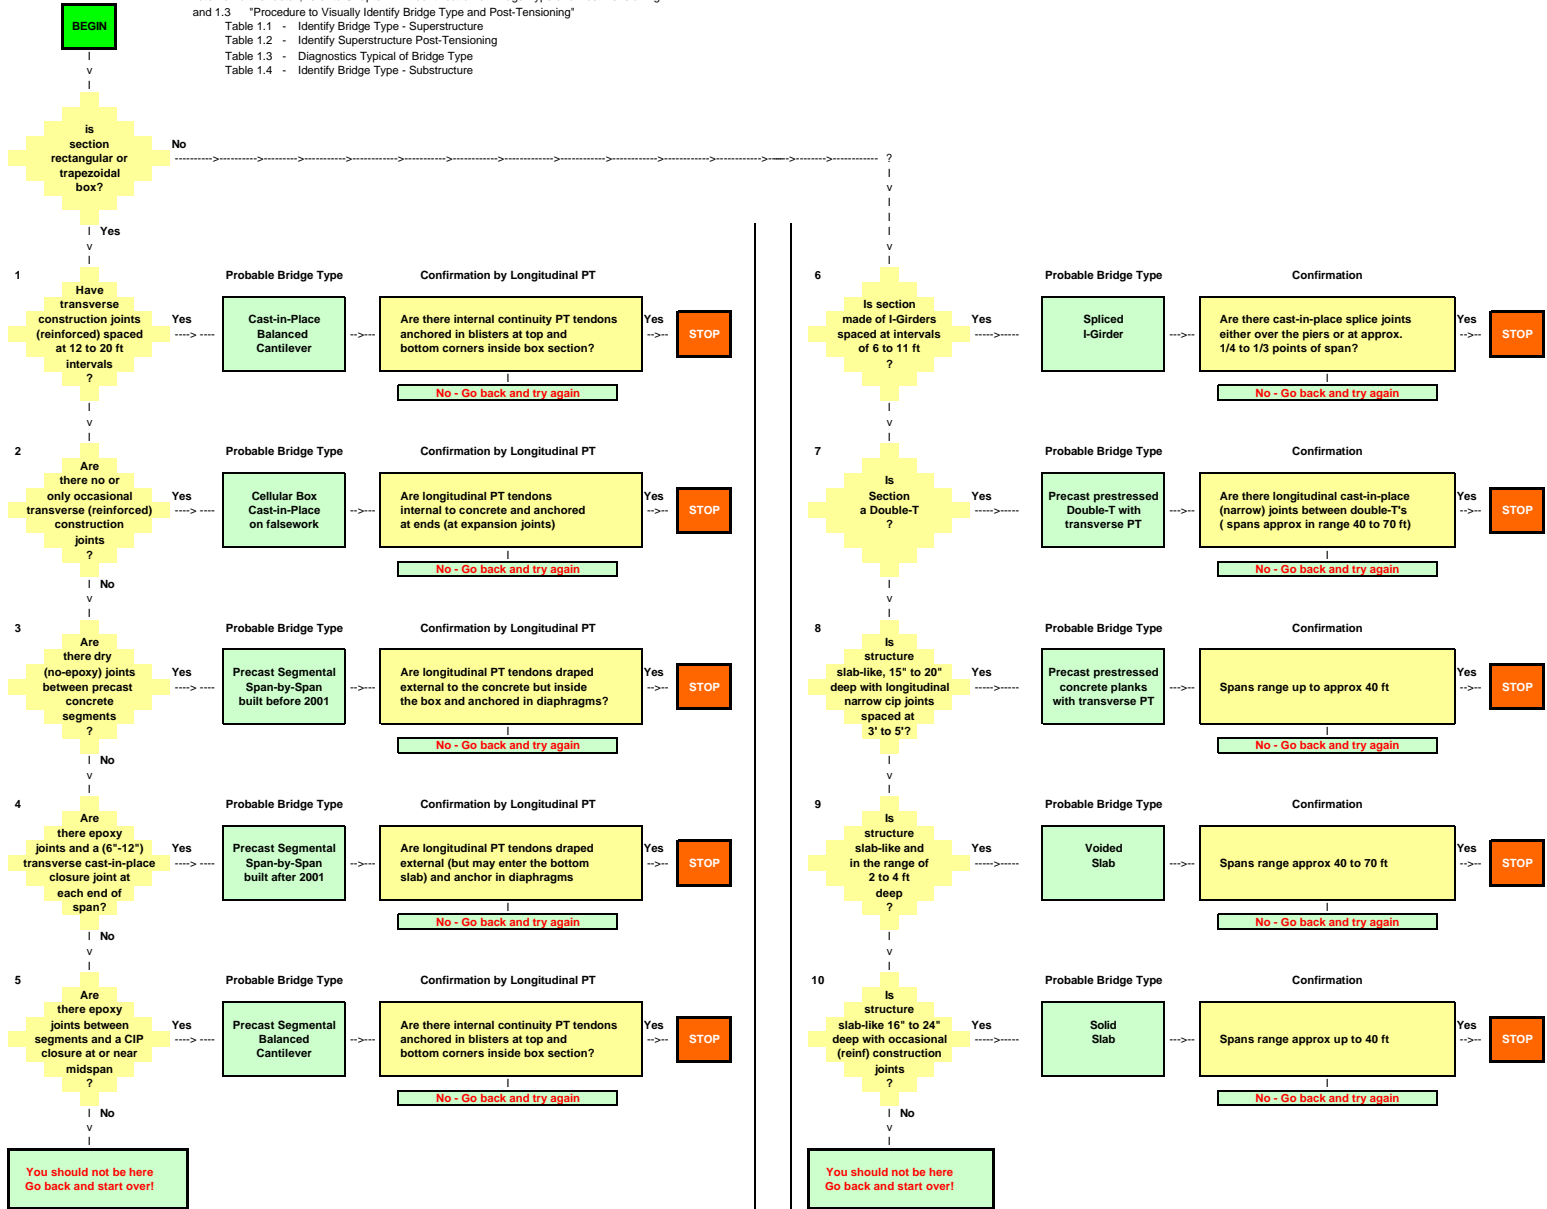 BEGIN
and 1.3 "Procedure to Visually Identify Bridge Type and Post-Tensioning"
Table 1.1 - Identify Bridge Type - Superstructure
Table 1.2 - Identify Superstructure Post-Tensioning
Table 1.3 - Diagnostics Typical of Bridge Type
Table 1.4 - Identify Bridge Type - Substructure
is
section
rectangular or
trapezoidal
box?
No
?
Yes
1
Have
transverse
construction joints
(reinforced) spaced
at 12 to 20 ft
intervals
?
Yes
Probable Bridge Type
Cast-in-Place
Balanced
Cantilever
Confirmation by Longitudinal PT
Are there internal continuity PT tendons
anchored in blisters at top and
bottom corners inside box section?
Yes
STOP
No - Go back and try again
2
Are
there no or
only occasional
transverse (reinforced)
construction
joints
?
Yes
Probable Bridge Type
Cellular Box
Cast-in-Place
on falsework
Confirmation by Longitudinal PT
Are longitudinal PT tendons
internal to concrete and anchored
at ends (at expansion joints)
Yes
STOP
No - Go back and try again
No
3
Are
there dry
(no-epoxy) joints
between precast
concrete
segments
?
Yes
Probable Bridge Type
Precast Segmental
Span-by-Span
built before 2001
Confirmation by Longitudinal PT
Are longitudinal PT tendons draped
external to the concrete but inside
the box and anchored in diaphragms?
Yes
STOP
No - Go back and try again
No
4
Are
there epoxy
joints and a (6"-12")
transverse cast-in-place
closure joint at
each end of
span?
Yes
Probable Bridge Type
Precast Segmental
Span-by-Span
built after 2001
Confirmation by Longitudinal PT
Are longitudinal PT tendons draped
external (but may enter the bottom
slab) and anchor in diaphragms
Yes
STOP
No - Go back and try again
No
5
Are
there epoxy
joints between
segments and a CIP
closure at or near
midspan
?
Yes
Probable Bridge Type
Precast Segmental
Balanced
Cantilever
Confirmation by Longitudinal PT
Are there internal continuity PT tendons
anchored in blisters at top and
bottom corners inside box section?
Yes
STOP
No - Go back and try again
No
You should not be here
Go back and start over!
6
Is section
made of I-Girders
spaced at intervals
of 6 to 11 ft
?
Yes
Probable Bridge Type
Spliced
I-Girder
Confirmation
Are there cast-in-place splice joints
either over the piers or at approx.
1/4 to 1/3 points of span?
Yes
STOP
No - Go back and try again
7
Is
Section
a Double-T
?
Yes
Probable Bridge Type
Precast prestressed
Double-T with
transverse PT
Confirmation
Are there longitudinal cast-in-place
(narrow) joints between double-T's
( spans approx in range 40 to 70 ft)
Yes
STOP
No - Go back and try again
8
Is
structure
slab-like, 15" to 20"
deep with longitudinal
narrow cip joints
spaced at
3' to 5'?
Yes
Probable Bridge Type
Precast prestressed
concrete planks
with transverse PT
Confirmation
Spans range up to approx 40 ft
Yes
STOP
No - Go back and try again
9
Is
structure
slab-like and
in the range of
2 to 4 ft
deep
?
Yes
Probable Bridge Type
Voided
Slab
Confirmation
Spans range approx 40 to 70 ft
Yes
STOP
No - Go back and try again
10
Is
structure
slab-like 16" to 24"
deep with occasional
(reinf) construction
joints
?
Yes
Probable Bridge Type
Solid
Slab
Confirmation
Spans range approx up to 40 ft
Yes
STOP
No - Go back and try again
No
You should not be here
Go back and start over!